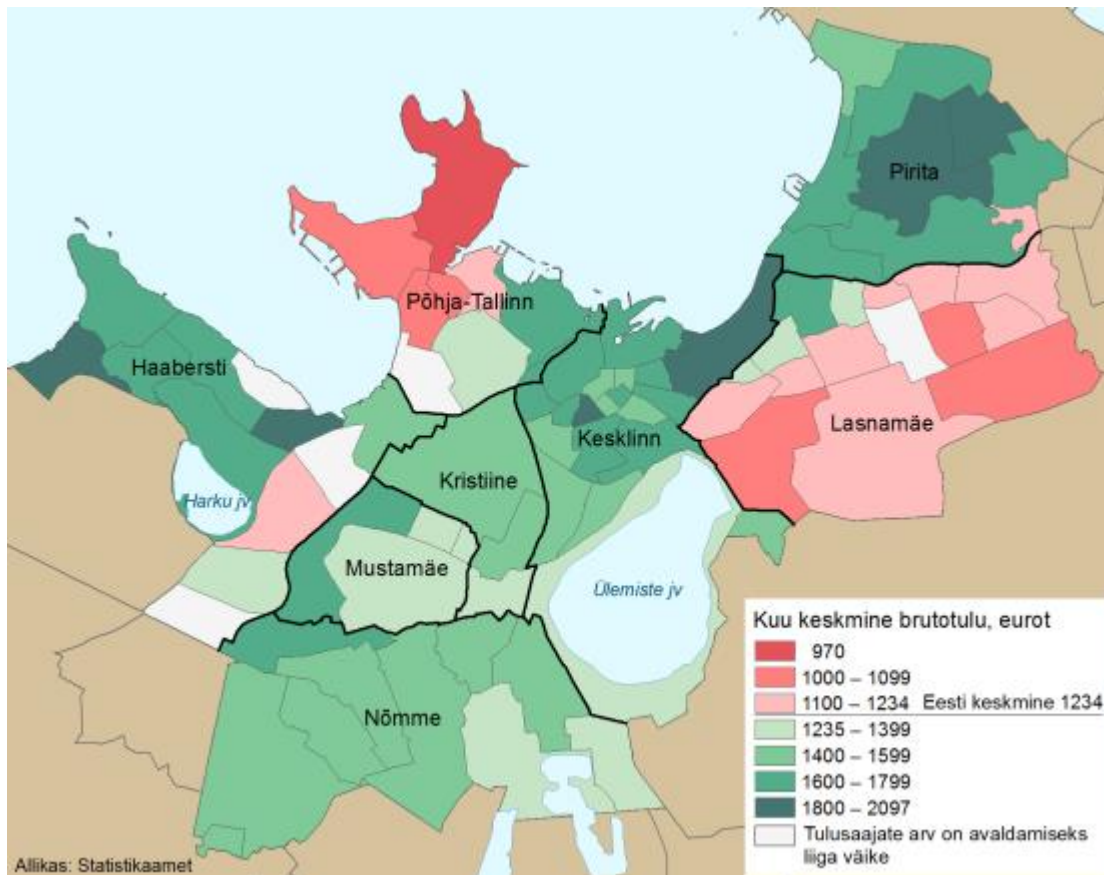 Pirita
Põhja-Tallinn
Haabersti
Lasnamäe
Kesklinn
Kristiine
Harku jv
Mustamäe
Ülemiste jv
Nõmme
Kuu keskmine brutotulu, eurot
970
1000 – 1099
1100 – 1234 Eesti keskmine 1234
1235 – 1399
1400 – 1599
1600 – 1799
1800 – 2097
Tulusaajate arv on avaldamiseks
liiga väike
Allikas: Statistikaamet